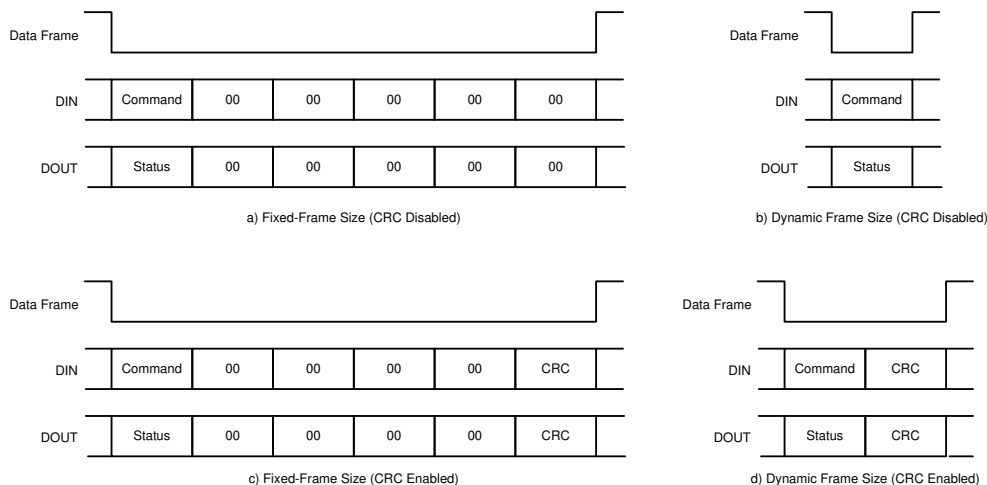 Data Frame
DIN Command 00 00 00 00 00
DOUT Status 00 00 00 00 00
a) Fixed-Frame Size (CRC Disabled)
Data Frame
DIN Command
DOUT Status
b) Dynamic Frame Size (CRC Disabled)
Data Frame
DIN Command 00 00 00 00 CRC
DOUT Status 00 00 00 00 CRC
c) Fixed-Frame Size (CRC Enabled)
Data Frame
DIN Command CRC
DOUT Status CRC
d) Dynamic Frame Size (CRC Enabled)